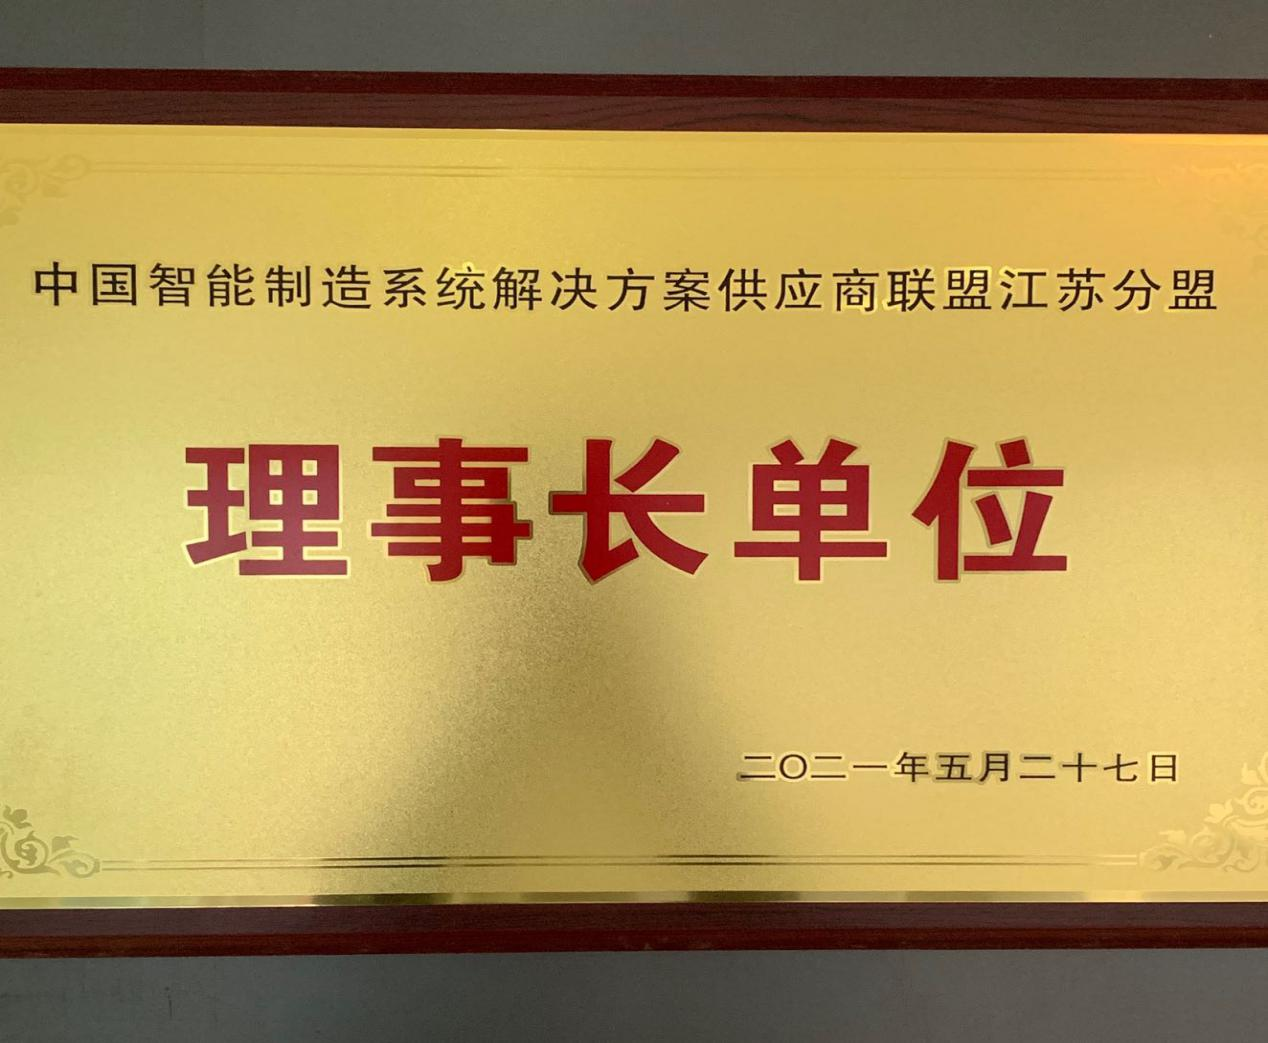 中国智能制造系统解决方案供应商联盟江苏分盟
理事长单位
二〇二一年五月二十七日